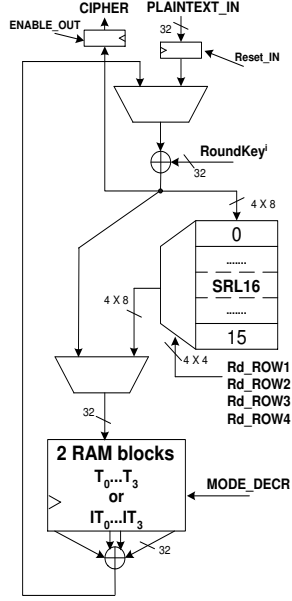 CIPHER PLAINTEXT_IN
ENABLE_OUT
32
Reset_IN
RoundKeyⁱ
32
4 X 8
0
.......
SRL16
.......
15
4 X 8
4 X 4
Rd_ROW1
Rd_ROW2
Rd_ROW3
Rd_ROW4
32
2 RAM blocks
T₀...T₃
or
IT₀...IT₃
MODE_DECR
32